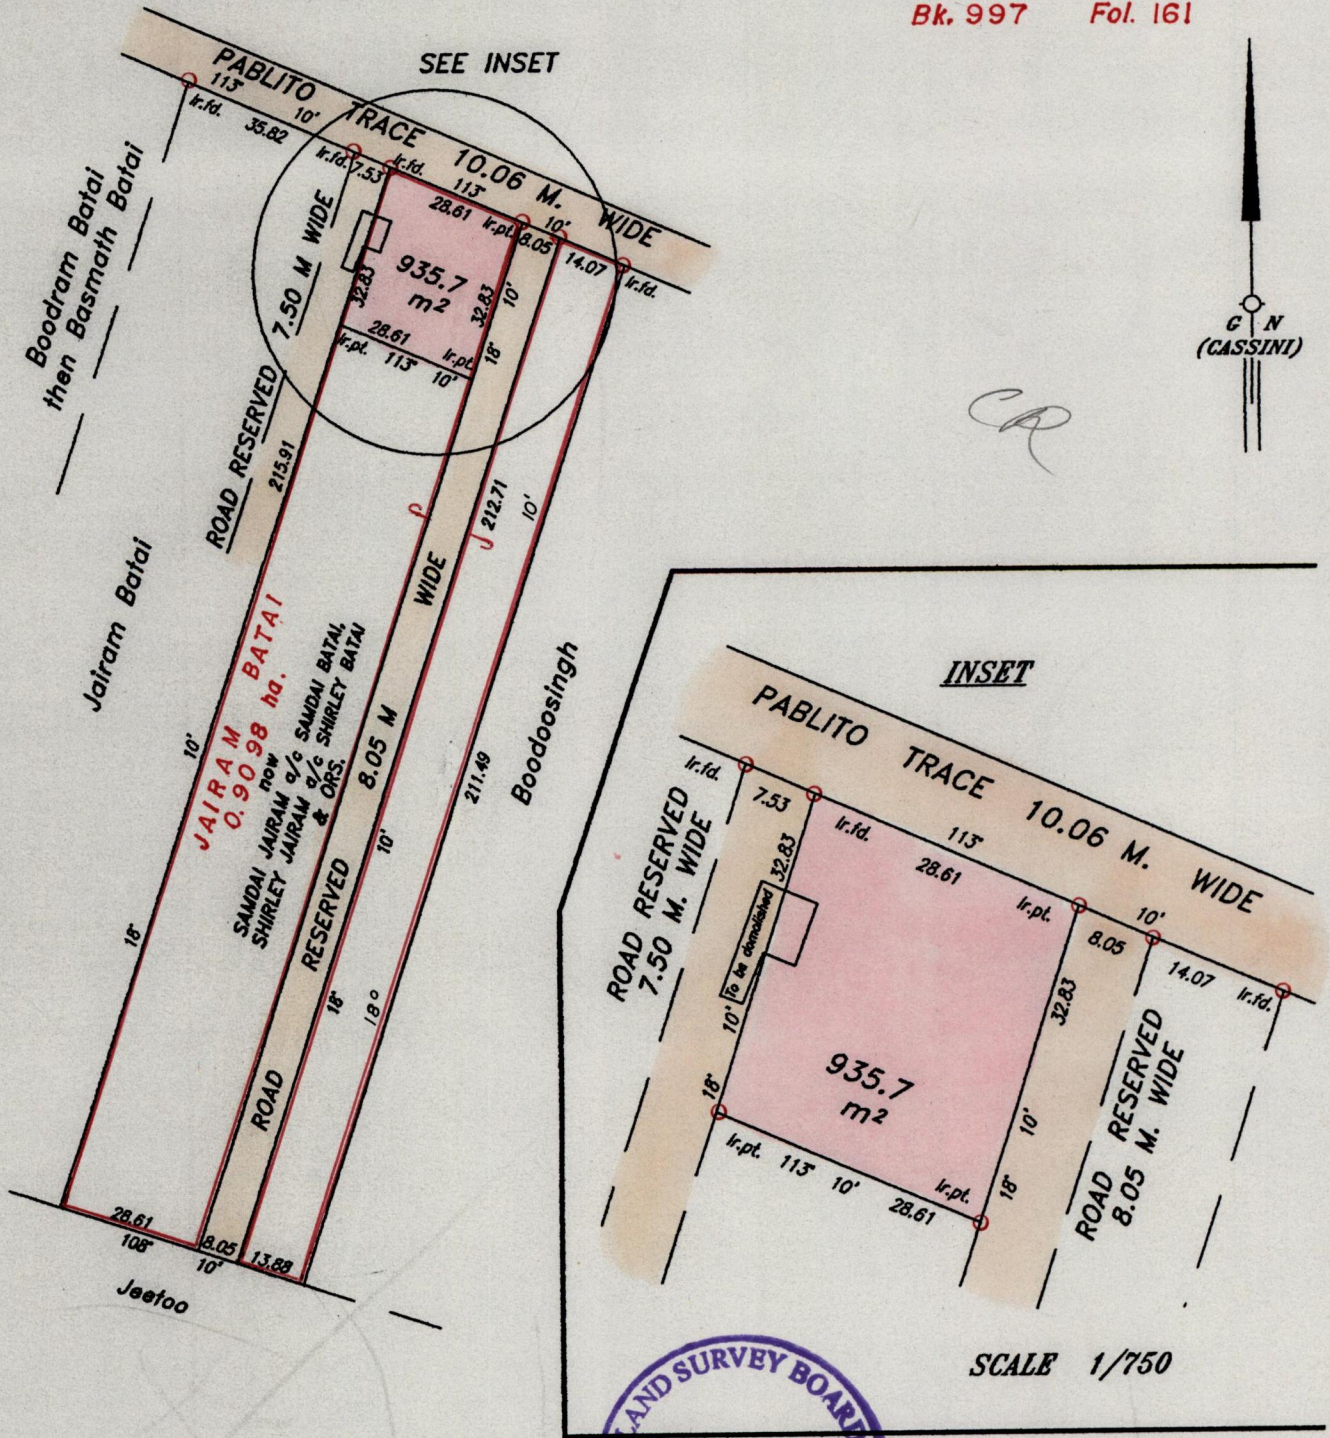 Bk. 997 Fol. 161
SEE INSET
PABLITO TRACE 10.06 M. WIDE
113° 10'
Ir.fd.
35.82
Ir.fd.
7.53
Ir.fd.
113°
28.61
Ir.pt.
10'
8.05
14.07
Ir.fd.
Boodram Batai
then Basmath Batai
ROAD RESERVED 7.50 M WIDE
935.7
m²
32.83
32.83
10'
18°
28.61
Ir.pt. 113° 10' Ir.pt.
G N
(CASSINI)
CR
215.91
212.71
10'
Jairam Batai
JAIRAM BATAI
0.9098 ha.
now
SAMDAI JAIRAM a/c SAMDAI BATAI,
SHIRLEY JAIRAM a/c SHIRLEY BATAI
& ORS.
10'
18°
ROAD RESERVED 8.05 M WIDE
10'
18°
211.49
18°
Boodoosingh
28.61
108°
8.05
10'
13.88
Jeetoo
INSET
PABLITO TRACE 10.06 M. WIDE
Ir.fd.
7.53
Ir.fd.
113°
28.61
Ir.pt.
10'
8.05
14.07
Ir.fd.
ROAD RESERVED
7.50 M. WIDE
32.83
To be demolished
10'
18°
935.7
m²
32.83
10'
18°
Ir.pt. 113° 10' 28.61 Ir.pt.
ROAD RESERVED
8.05 M. WIDE
SCALE 1/750
LAND SURVEY BOARD